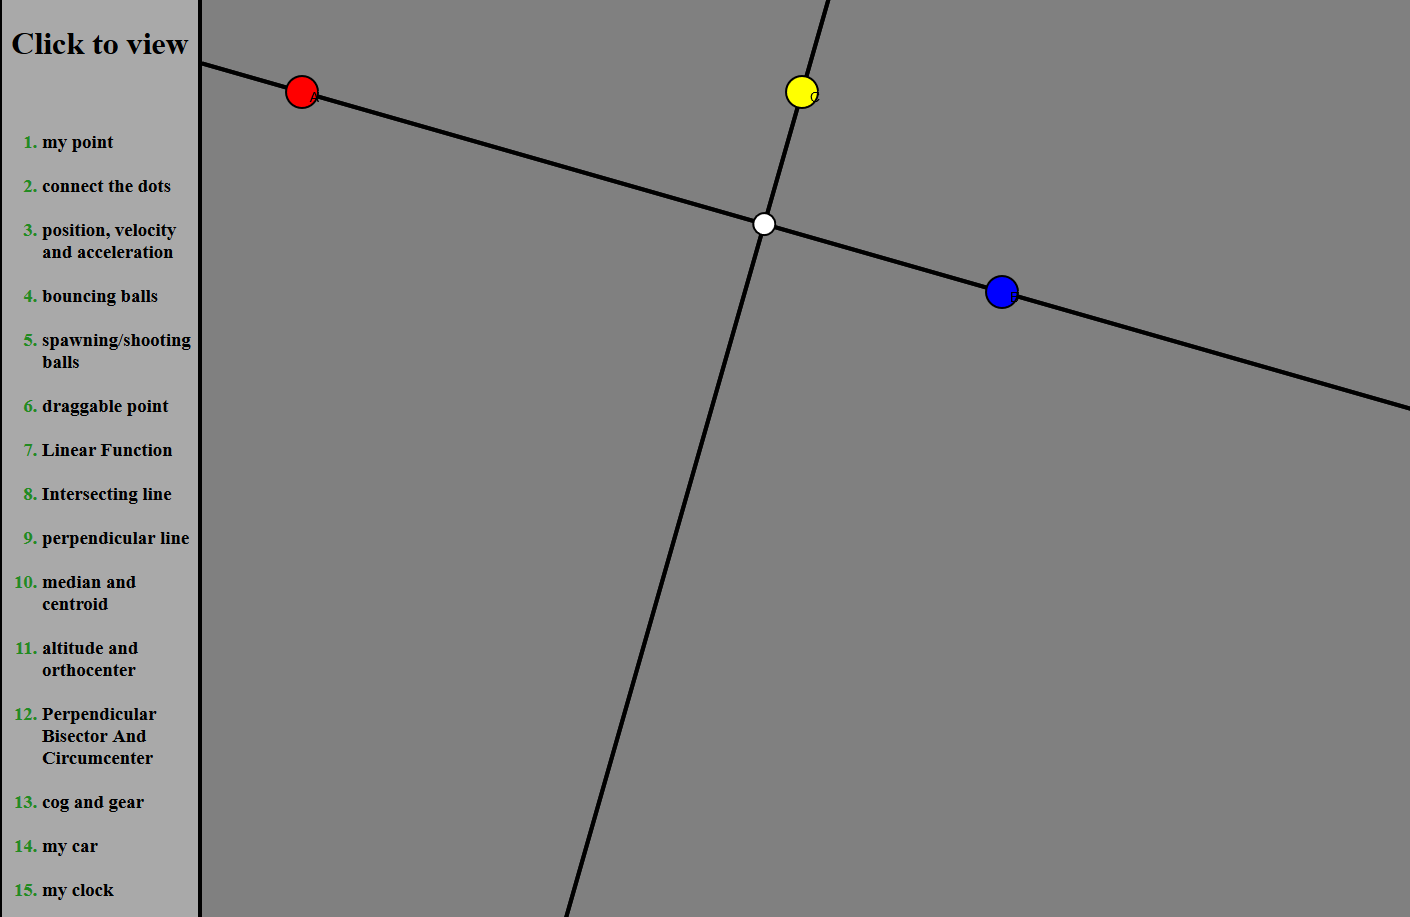 Click to view
1. my point
2. connect the dots
3. position, velocity
and acceleration
4. bouncing balls
5. spawning/shooting
balls
6. draggable point
7. Linear Function
8. Intersecting line
9. perpendicular line
10. median and
centroid
11. altitude and
orthocenter
12. Perpendicular
Bisector And
Circumcenter
13. cog and gear
14. my car
15. my clock
A
C
B